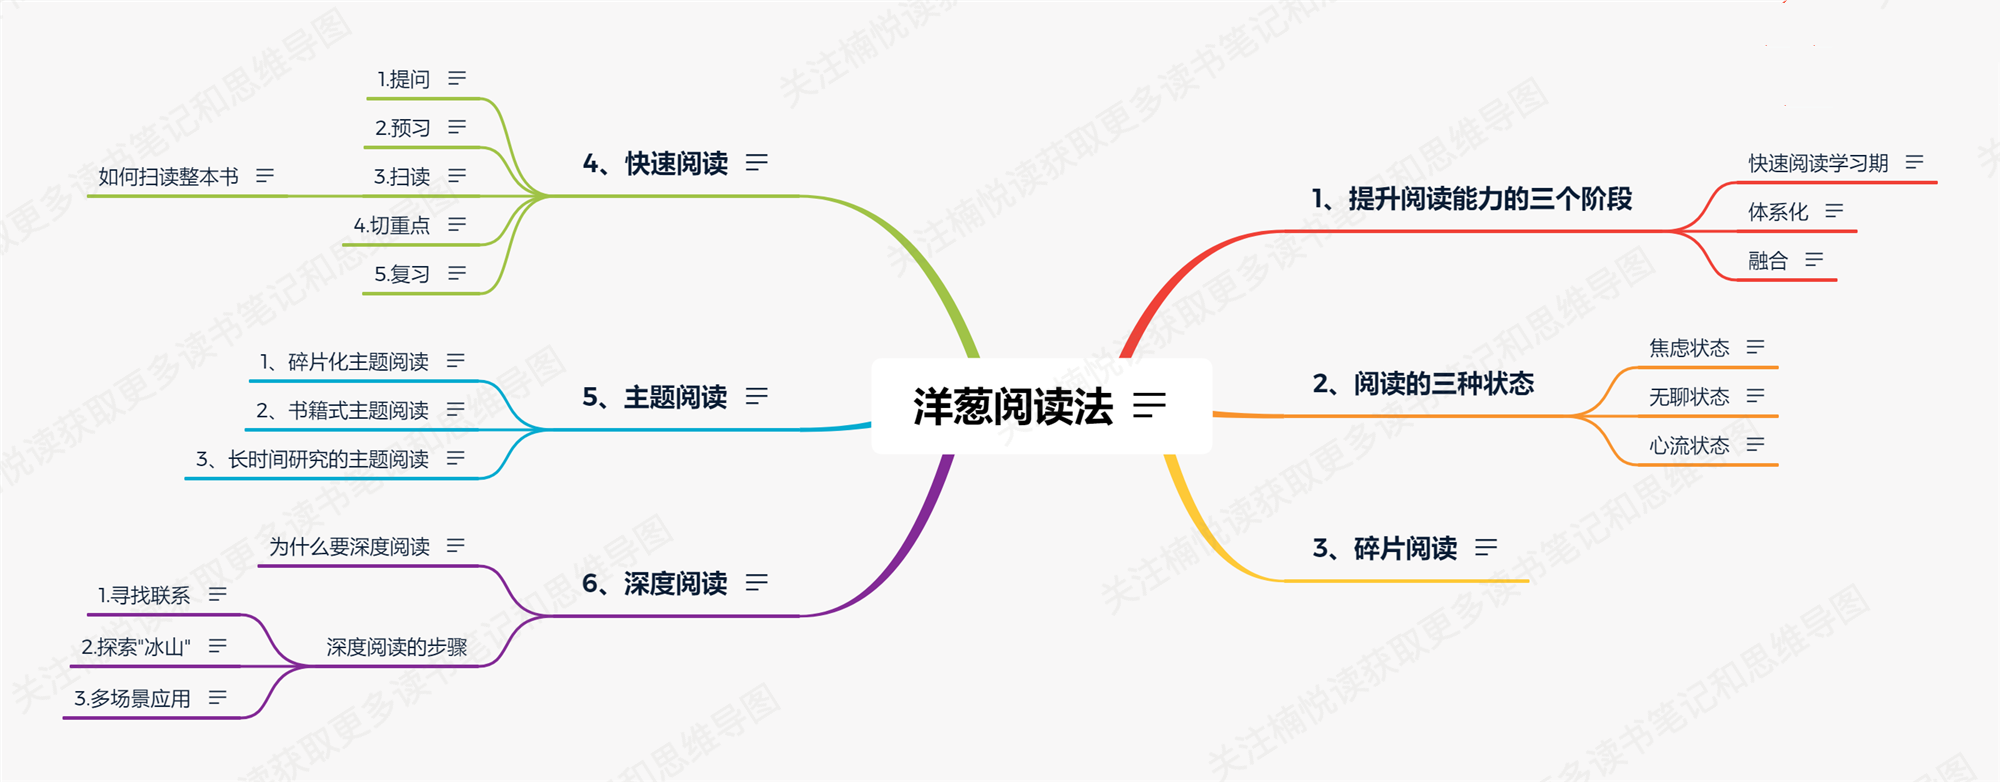 洋葱阅读法
1、提升阅读能力的三个阶段
快速阅读学习期
体系化
融合
2、阅读的三种状态
焦虑状态
无聊状态
心流状态
3、碎片阅读
4、快速阅读
1.提问
2.预习
3.扫读
如何扫读整本书
4.切重点
5.复习
5、主题阅读
1、碎片化主题阅读
2、书籍式主题阅读
3、长时间研究的主题阅读
6、深度阅读
为什么要深度阅读
深度阅读的步骤
1.寻找联系
2.探索"冰山"
3.多场景应用
关注楠悦读获取更多读书笔记和思维导图